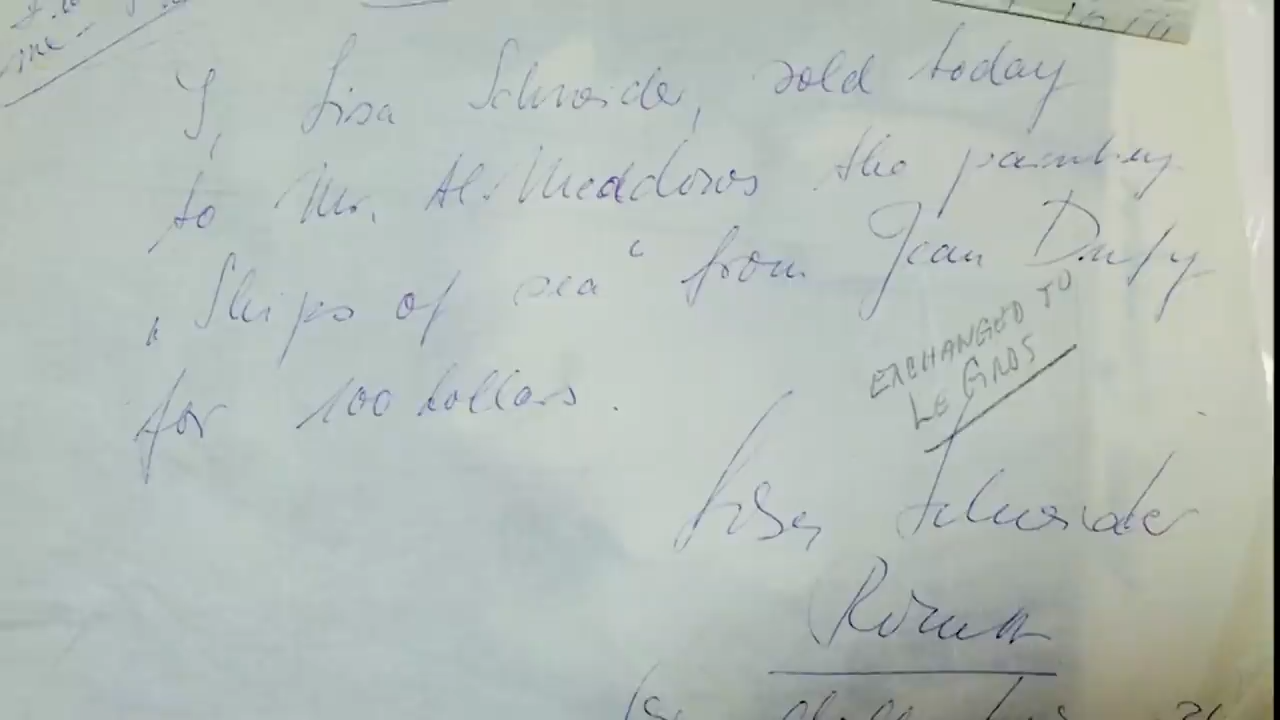 I, Lisa Schneider, sold today
to Mr. Al. Meddows the painting
„Ships of sea“ from Jean Dufy
for 100 dollars.
EXCHANGED TO
LE GROS
Lisa Schneider